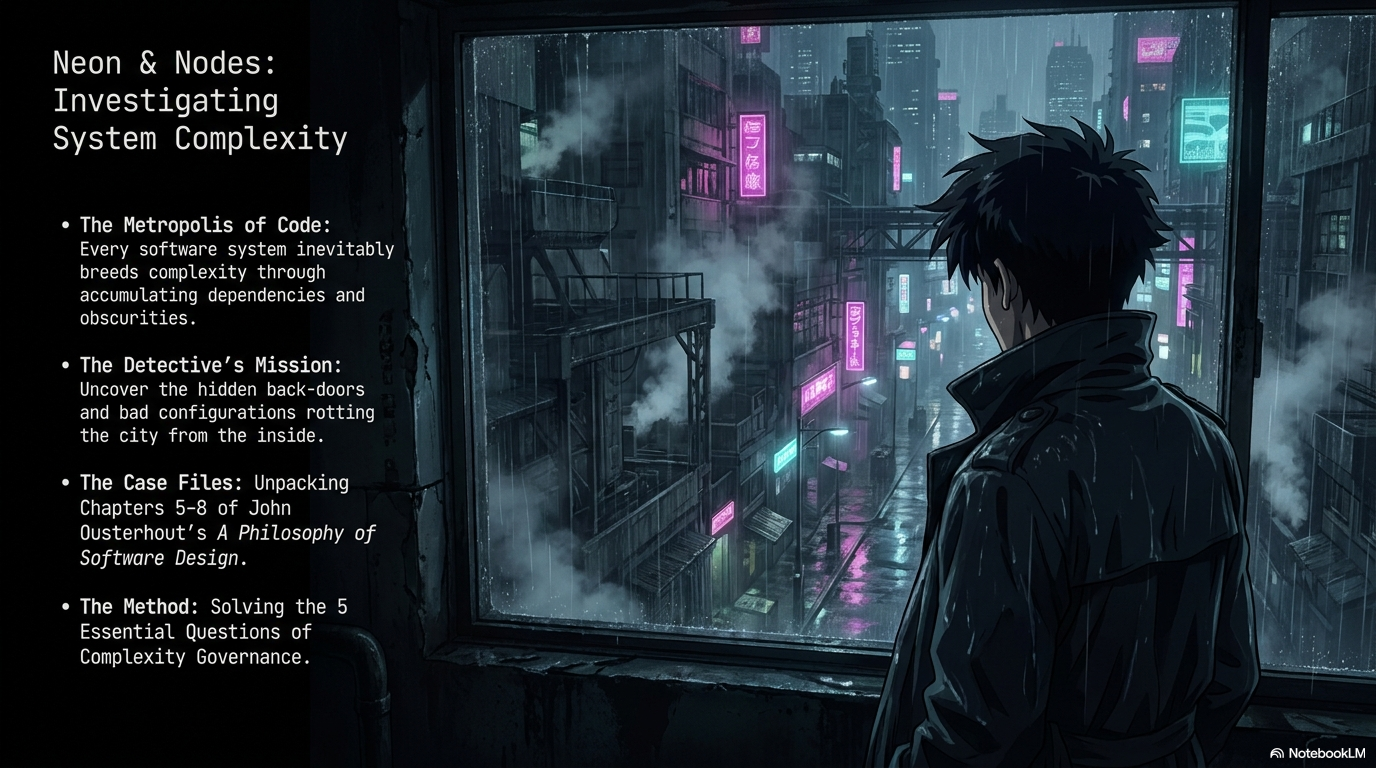 Neon & Nodes:
Investigating
System Complexity
• The Metropolis of Code:
Every software system inevitably
breeds complexity through
accumulating dependencies and
obscurities.
• The Detective’s Mission:
Uncover the hidden back-doors
and bad configurations rotting
the city from the inside.
• The Case Files: Unpacking
Chapters 5–8 of John
Ousterhout’s A Philosophy of
Software Design.
• The Method: Solving the 5
Essential Questions of
Complexity Governance.
NotebookLM